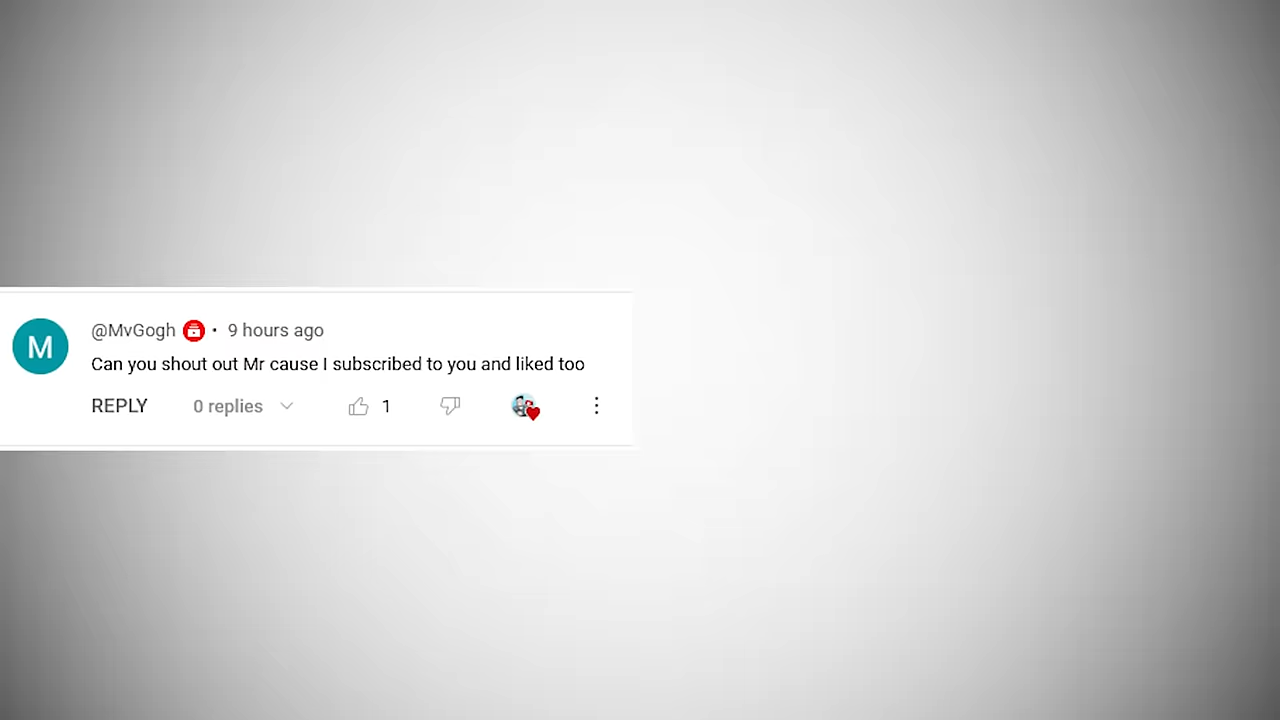 M
@MvGogh • 9 hours ago
Can you shout out Mr cause I subscribed to you and liked too
REPLY 0 replies 1